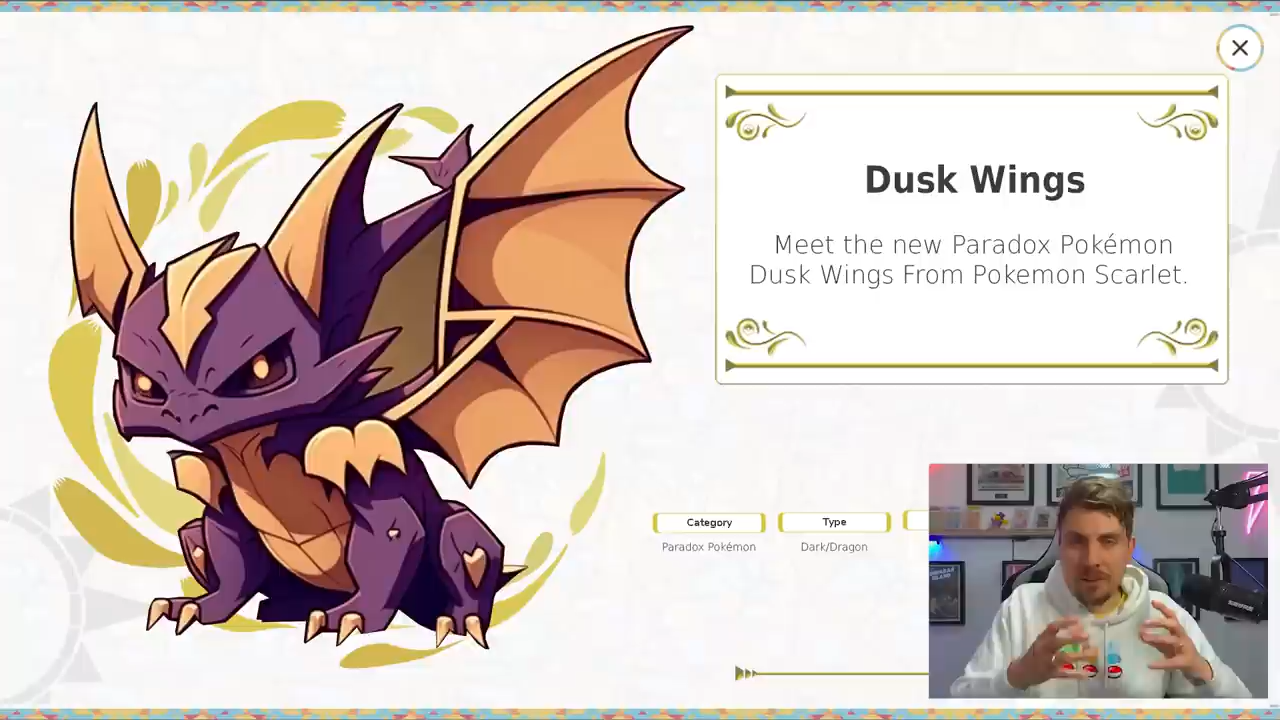 Dusk Wings
Meet the new Paradox Pokémon
Dusk Wings From Pokemon Scarlet.
Category
Type
Paradox Pokémon
Dark/Dragon